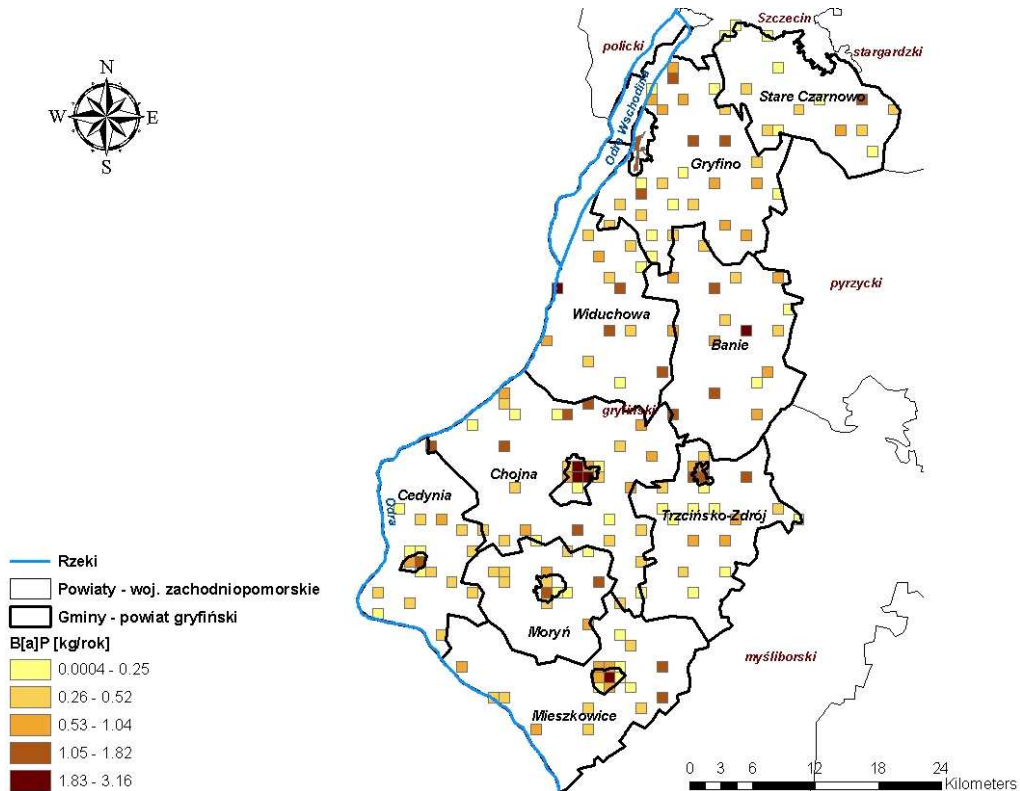 Szczecin
policki
stargardzki
N
W E
S
Stare Czarnowo
Odra Wschodnia
Gryfino
pyrzycki
Widuchowa
Banie
gryfiński
Chojna
Cedynia
Odra
Trzcińsko-Zdrój
Rzeki
Powiaty - woj. zachodniopomorskie
Gminy - powiat gryfiński
Moryń
B[a]P [kg/rok]
myśliborski
0.0004 - 0.25
0.26 - 0.52
0.53 - 1.04
1.05 - 1.82
1.83 - 3.16
Mieszkowice
0 3 6 12 18 24
Kilometers